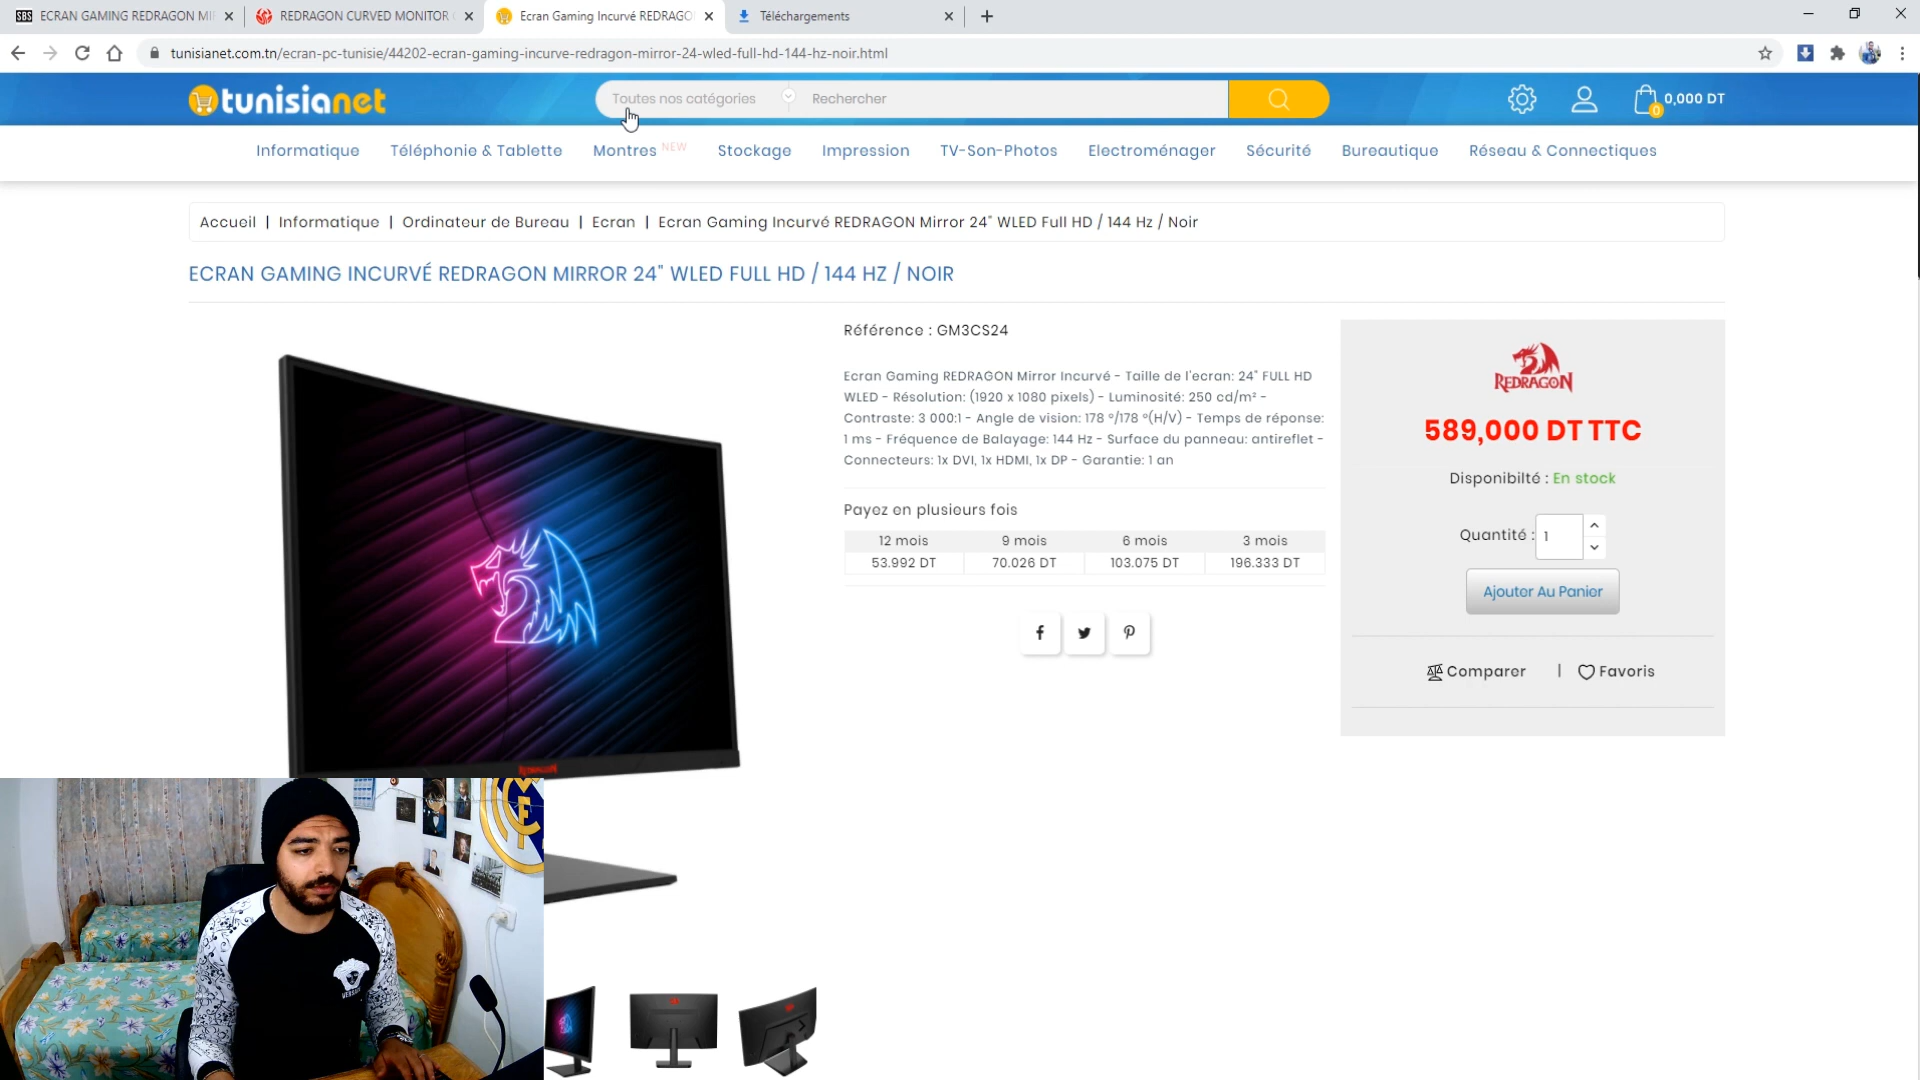 SBS ECRAN GAMING REDRAGON MI
REDRAGON CURVED MONITOR
Ecran Gaming Incurvé REDRAGO
Téléchargements
tunisianet.com.tn/ecran-pc-tunisie/44202-ecran-gaming-incurve-redragon-mirror-24-wled-full-hd-144-hz-noir.html
tunisianet
Toutes nos catégories
Rechercher
0
0,000 DT
Informatique
Téléphonie & Tablette
Montres NEW
Stockage
Impression
TV-Son-Photos
Electroménager
Sécurité
Bureautique
Réseau & Connectiques
Accueil | Informatique | Ordinateur de Bureau | Ecran | Ecran Gaming Incurvé REDRAGON Mirror 24" WLED Full HD / 144 Hz / Noir
ECRAN GAMING INCURVÉ REDRAGON MIRROR 24" WLED FULL HD / 144 HZ / NOIR
Référence : GM3CS24
Ecran Gaming REDRAGON Mirror Incurvé - Taille de l'ecran: 24" FULL HD
WLED - Résolution: (1920 x 1080 pixels) - Luminosité: 250 cd/m² -
Contraste: 3 000:1 - Angle de vision: 178 °/178 °(H/V) - Temps de réponse:
1 ms - Fréquence de Balayage: 144 Hz - Surface du panneau: antireflet -
Connecteurs: 1x DVI, 1x HDMI, 1x DP - Garantie: 1 an
Payez en plusieurs fois
12 mois 9 mois 6 mois 3 mois
53.992 DT 70.026 DT 103.075 DT 196.333 DT
REDRAGON
589,000 DT TTC
Disponibilté : En stock
Quantité : 1
Ajouter Au Panier
Comparer | Favoris
VERSACE